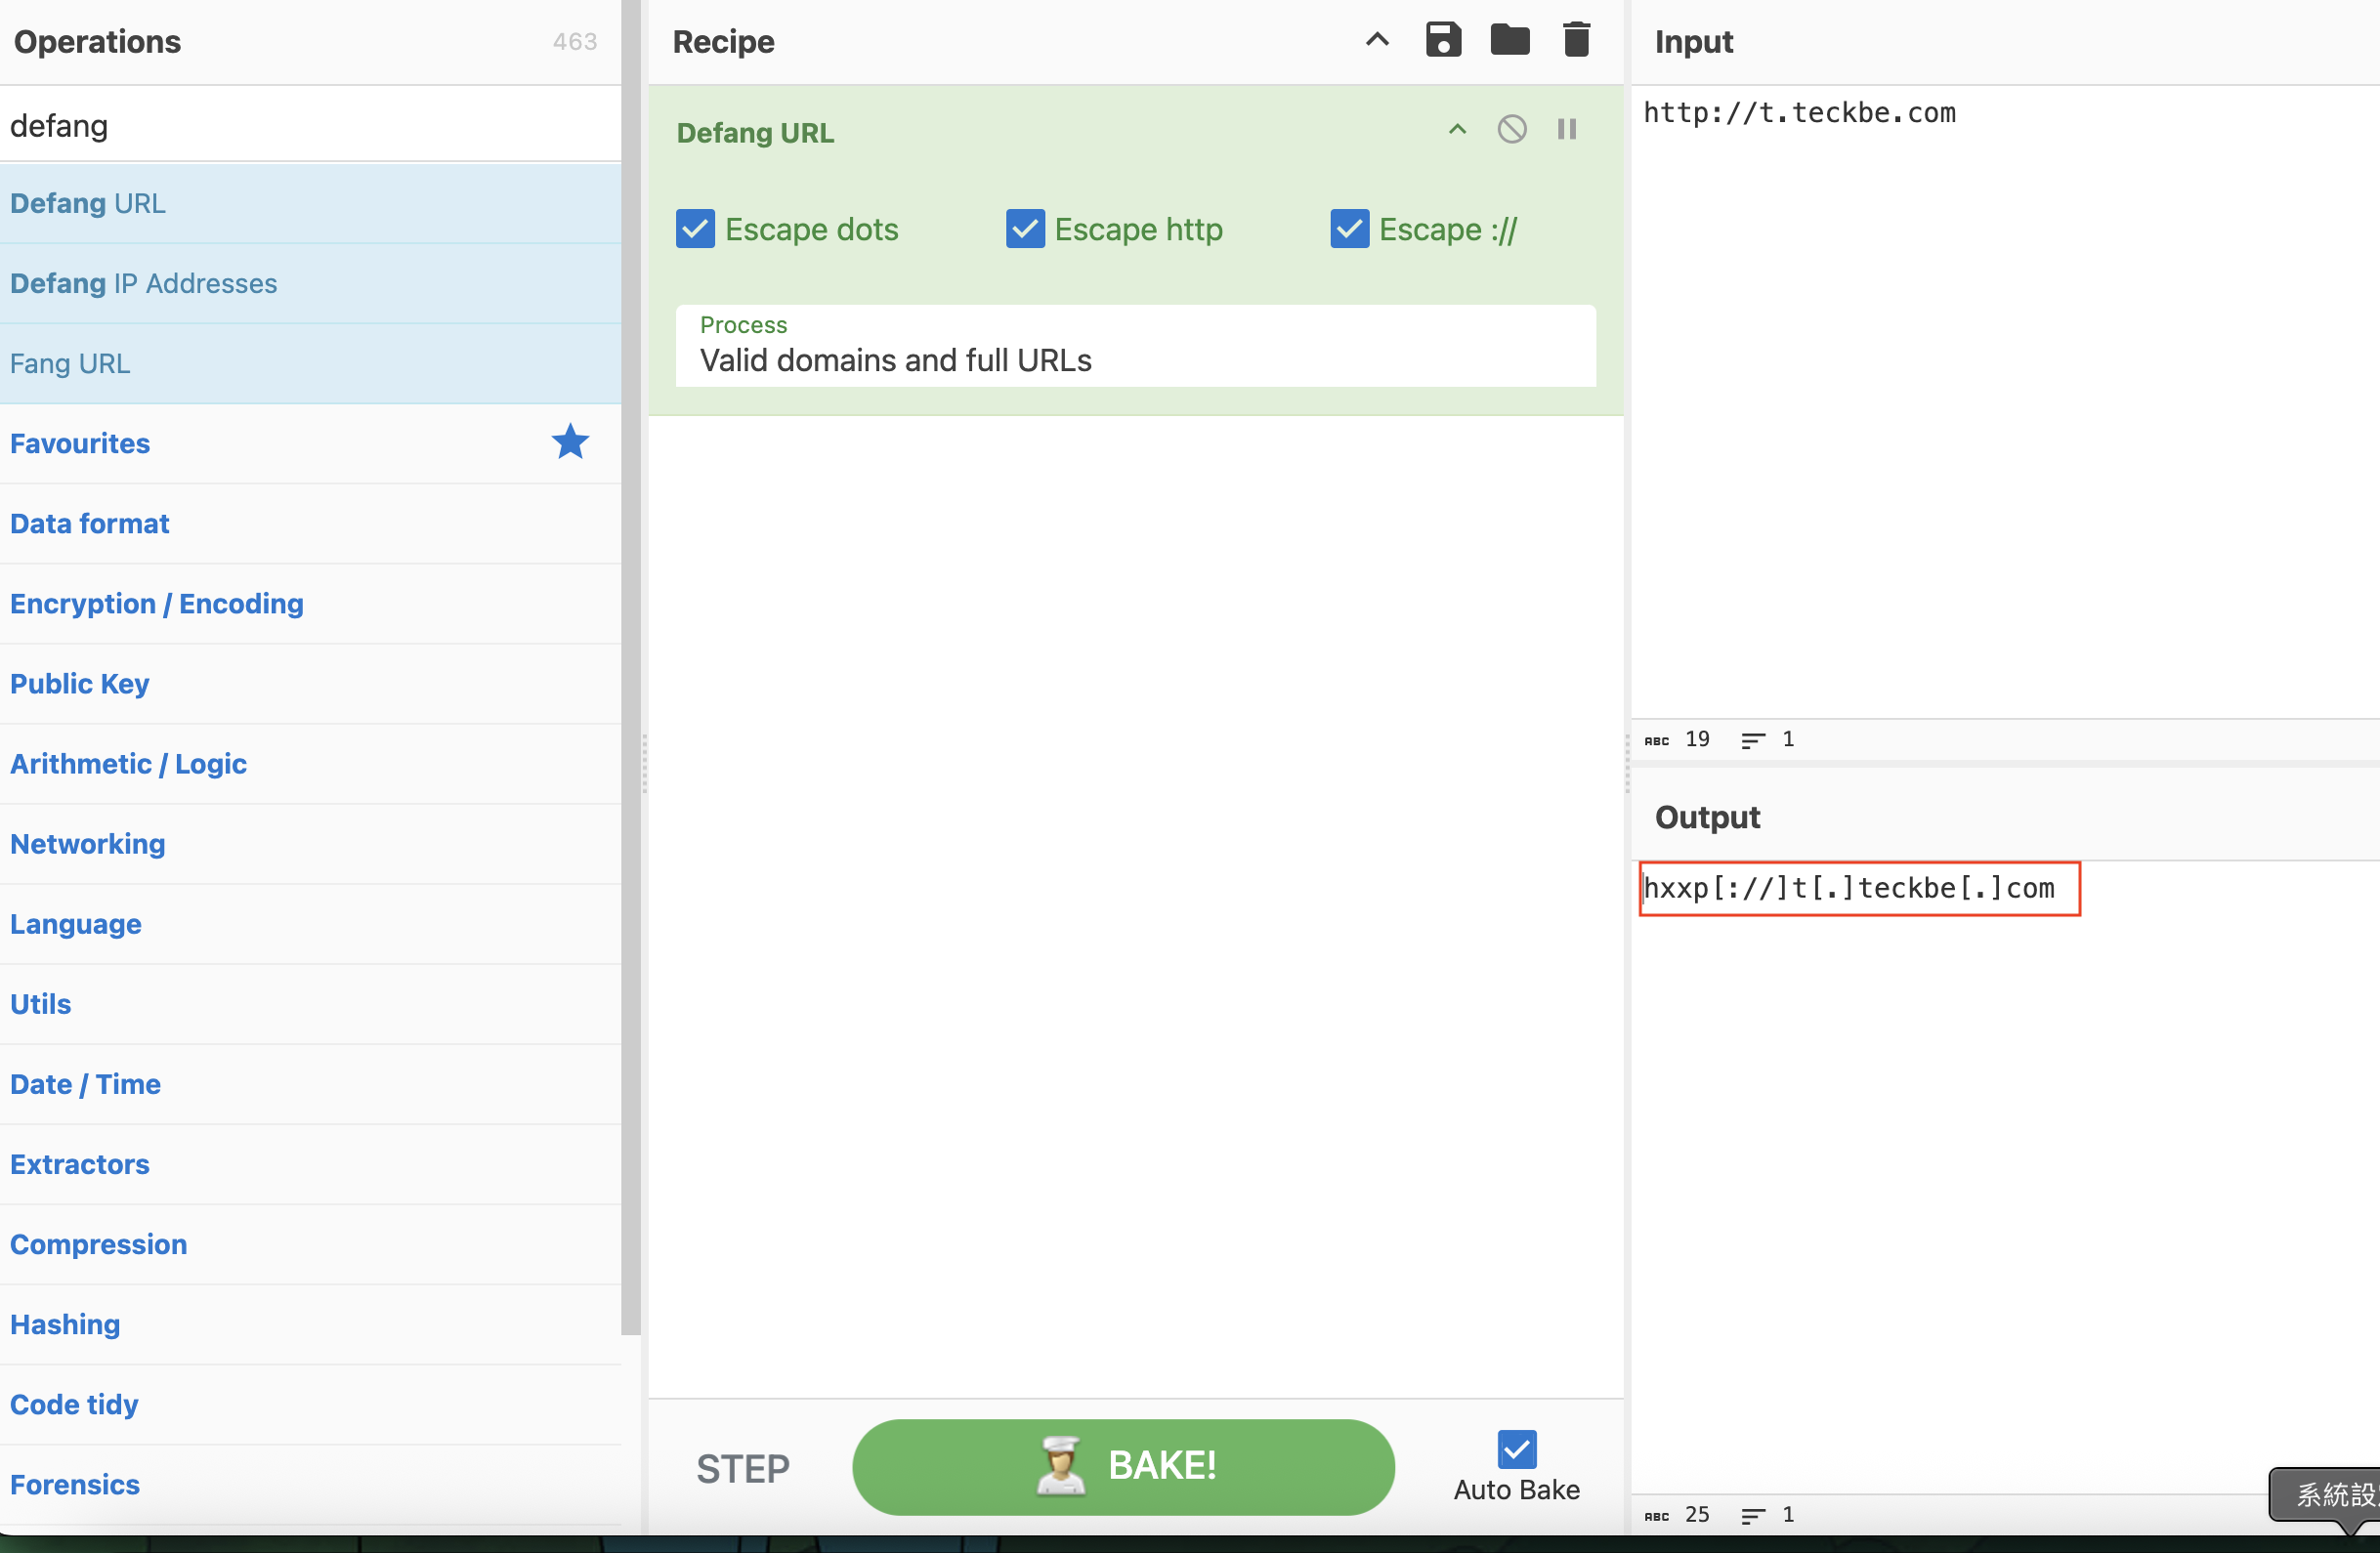 Operations 463
defang
Defang URL
Defang IP Addresses
Fang URL
Favourites
Data format
Encryption / Encoding
Public Key
Arithmetic / Logic
Networking
Language
Utils
Date / Time
Extractors
Compression
Hashing
Code tidy
Forensics
Recipe
Defang URL
Escape dots Escape http Escape ://
Process
Valid domains and full URLs
STEP BAKE! Auto Bake
Input
http://t.teckbe.com
ABC 19 1
Output
hxxp[://]t[.]teckbe[.]com
ABC 25 1
系統設